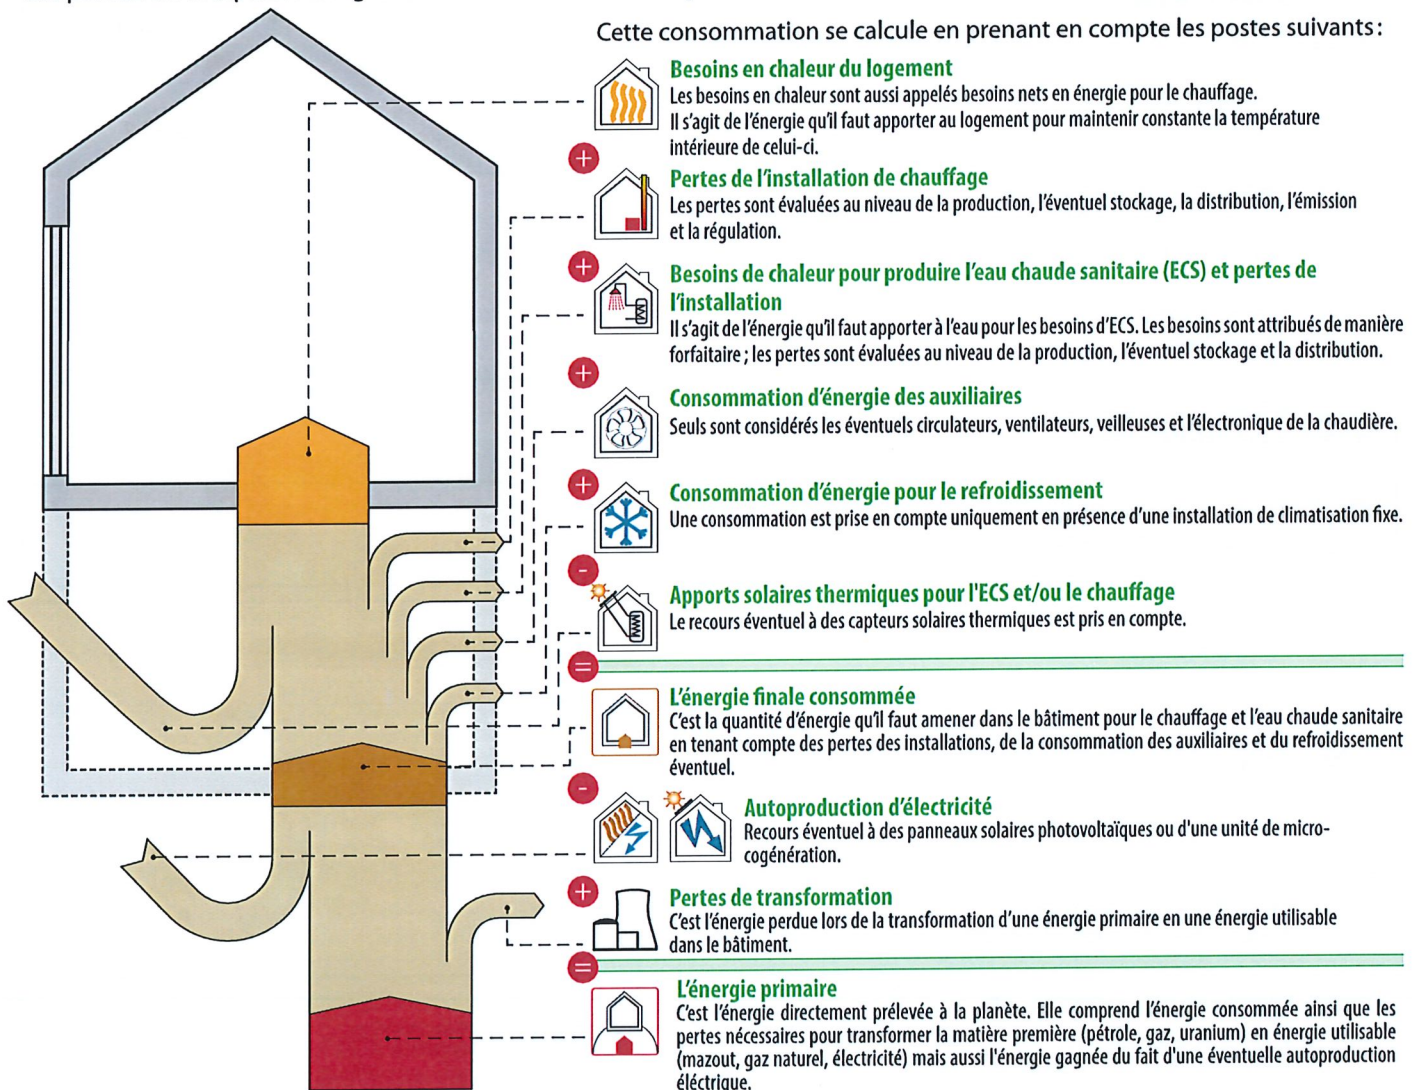 Cette consommation se calcule en prenant en compte les postes suivants :
Besoins en chaleur du logement
Les besoins en chaleur sont aussi appelés besoins nets en énergie pour le chauffage.
Il s'agit de l'énergie qu'il faut apporter au logement pour maintenir constante la température
intérieure de celui-ci.
+
Pertes de l'installation de chauffage
Les pertes sont évaluées au niveau de la production, l'éventuel stockage, la distribution, l'émission
et la régulation.
+
Besoins de chaleur pour produire l'eau chaude sanitaire (ECS) et pertes de
l'installation
Il s'agit de l'énergie qu'il faut apporter à l'eau pour les besoins d'ECS. Les besoins sont attribués de manière
forfaitaire ; les pertes sont évaluées au niveau de la production, l'éventuel stockage et la distribution.
+
Consommation d'énergie des auxiliaires
Seuls sont considérés les éventuels circulateurs, ventilateurs, veilleuses et l'électronique de la chaudière.
+
Consommation d'énergie pour le refroidissement
Une consommation est prise en compte uniquement en présence d'une installation de climatisation fixe.
-
Apports solaires thermiques pour l'ECS et/ou le chauffage
Le recours éventuel à des capteurs solaires thermiques est pris en compte.
=
L'énergie finale consommée
C'est la quantité d'énergie qu'il faut amener dans le bâtiment pour le chauffage et l'eau chaude sanitaire
en tenant compte des pertes des installations, de la consommation des auxiliaires et du refroidissement
éventuel.
-
Autoproduction d'électricité
Recours éventuel à des panneaux solaires photovoltaïques ou d'une unité de micro-
cogénération.
+
Pertes de transformation
C'est l'énergie perdue lors de la transformation d'une énergie primaire en une énergie utilisable
dans le bâtiment.
=
L'énergie primaire
C'est l'énergie directement prélevée à la planète. Elle comprend l'énergie consommée ainsi que les
pertes nécessaires pour transformer la matière première (pétrole, gaz, uranium) en énergie utilisable
(mazout, gaz naturel, électricité) mais aussi l'énergie gagnée du fait d'une éventuelle autoproduction
éléctrique.